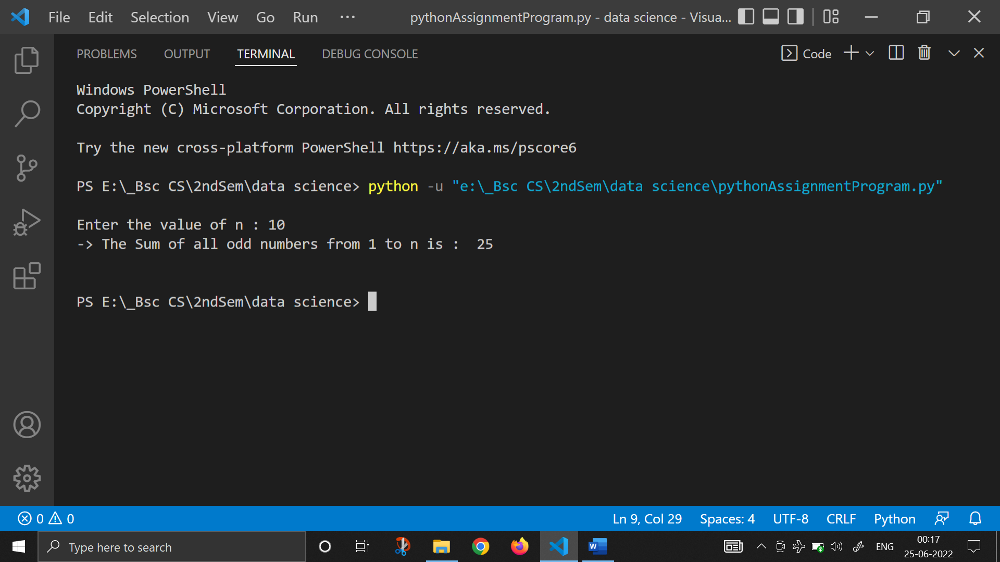 File Edit Selection View Go Run ··· pythonAssignmentProgram.py - data science - Visua...
PROBLEMS OUTPUT TERMINAL DEBUG CONSOLE Code
Windows PowerShell
Copyright (C) Microsoft Corporation. All rights reserved.
Try the new cross-platform PowerShell https://aka.ms/pscore6
PS E:\_Bsc CS\2ndSem\data science> python -u "e:\_Bsc CS\2ndSem\data science\pythonAssignmentProgram.py"
Enter the value of n : 10
-> The Sum of all odd numbers from 1 to n is :  25
PS E:\_Bsc CS\2ndSem\data science>
0 0 Ln 9, Col 29 Spaces: 4 UTF-8 CRLF Python
Type here to search W ENG 00:17
25-06-2022